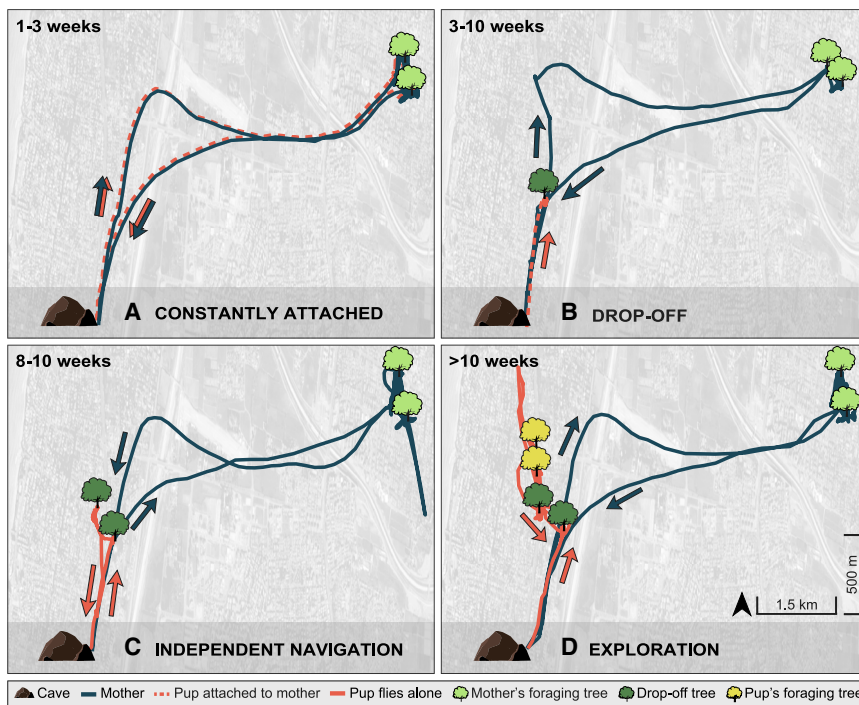 1-3 weeks
A CONSTANTLY ATTACHED
3-10 weeks
B DROP-OFF
8-10 weeks
C INDEPENDENT NAVIGATION
>10 weeks
500 m
1.5 km
D EXPLORATION
Cave Mother Pup attached to mother Pup flies alone Mother's foraging tree Drop-off tree Pup's foraging tree